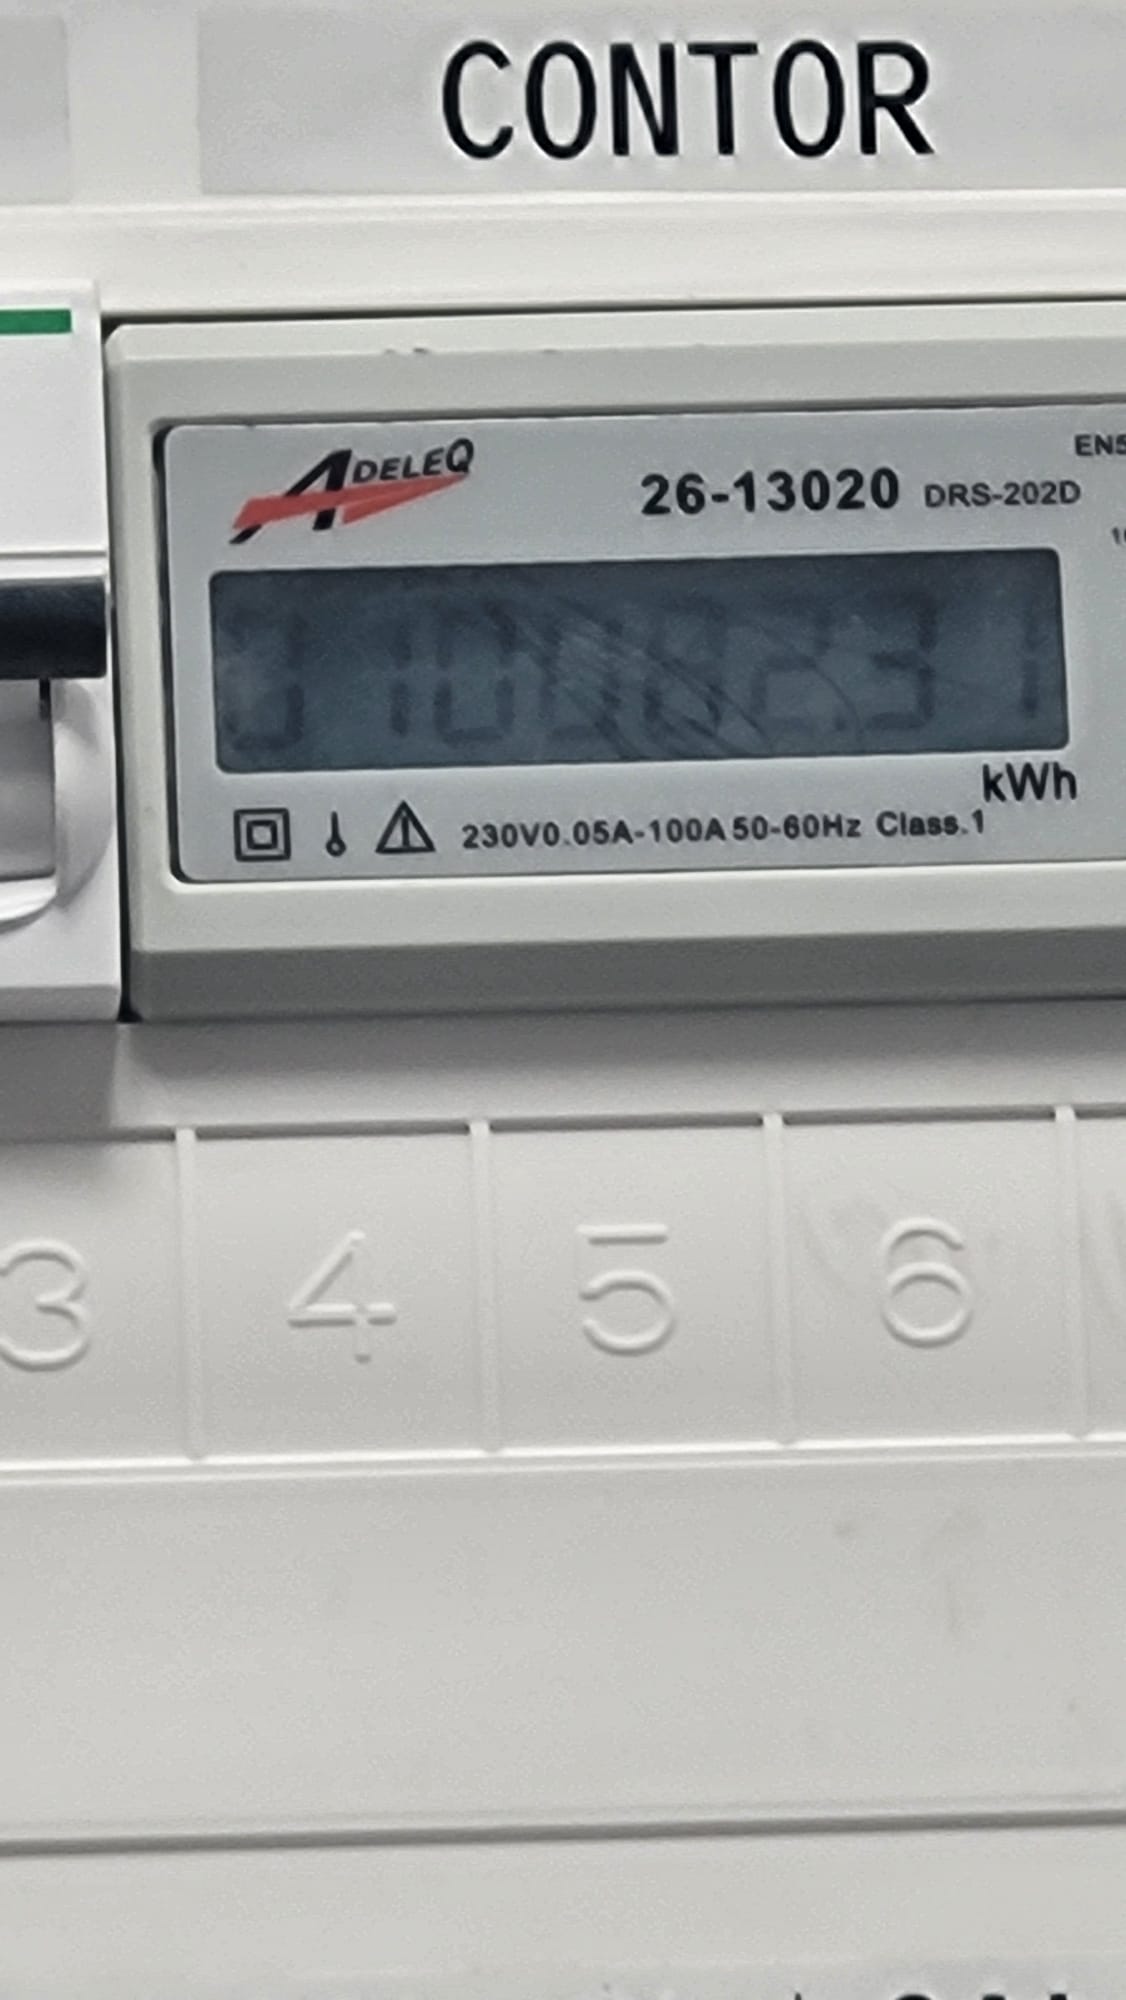 CONTOR
ADELEQ
26-13020 DRS-202D
kWh
230V0.05A-100A 50-60Hz Class.1
3 4 5 6